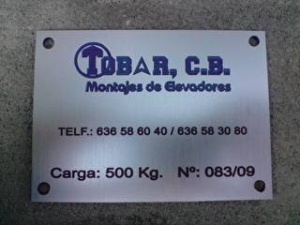 TOBAR, C.B.
Montajes de Elevadores
TELF.: 636 58 60 40 / 636 58 30 80
Carga: 500 Kg. Nº: 083/09